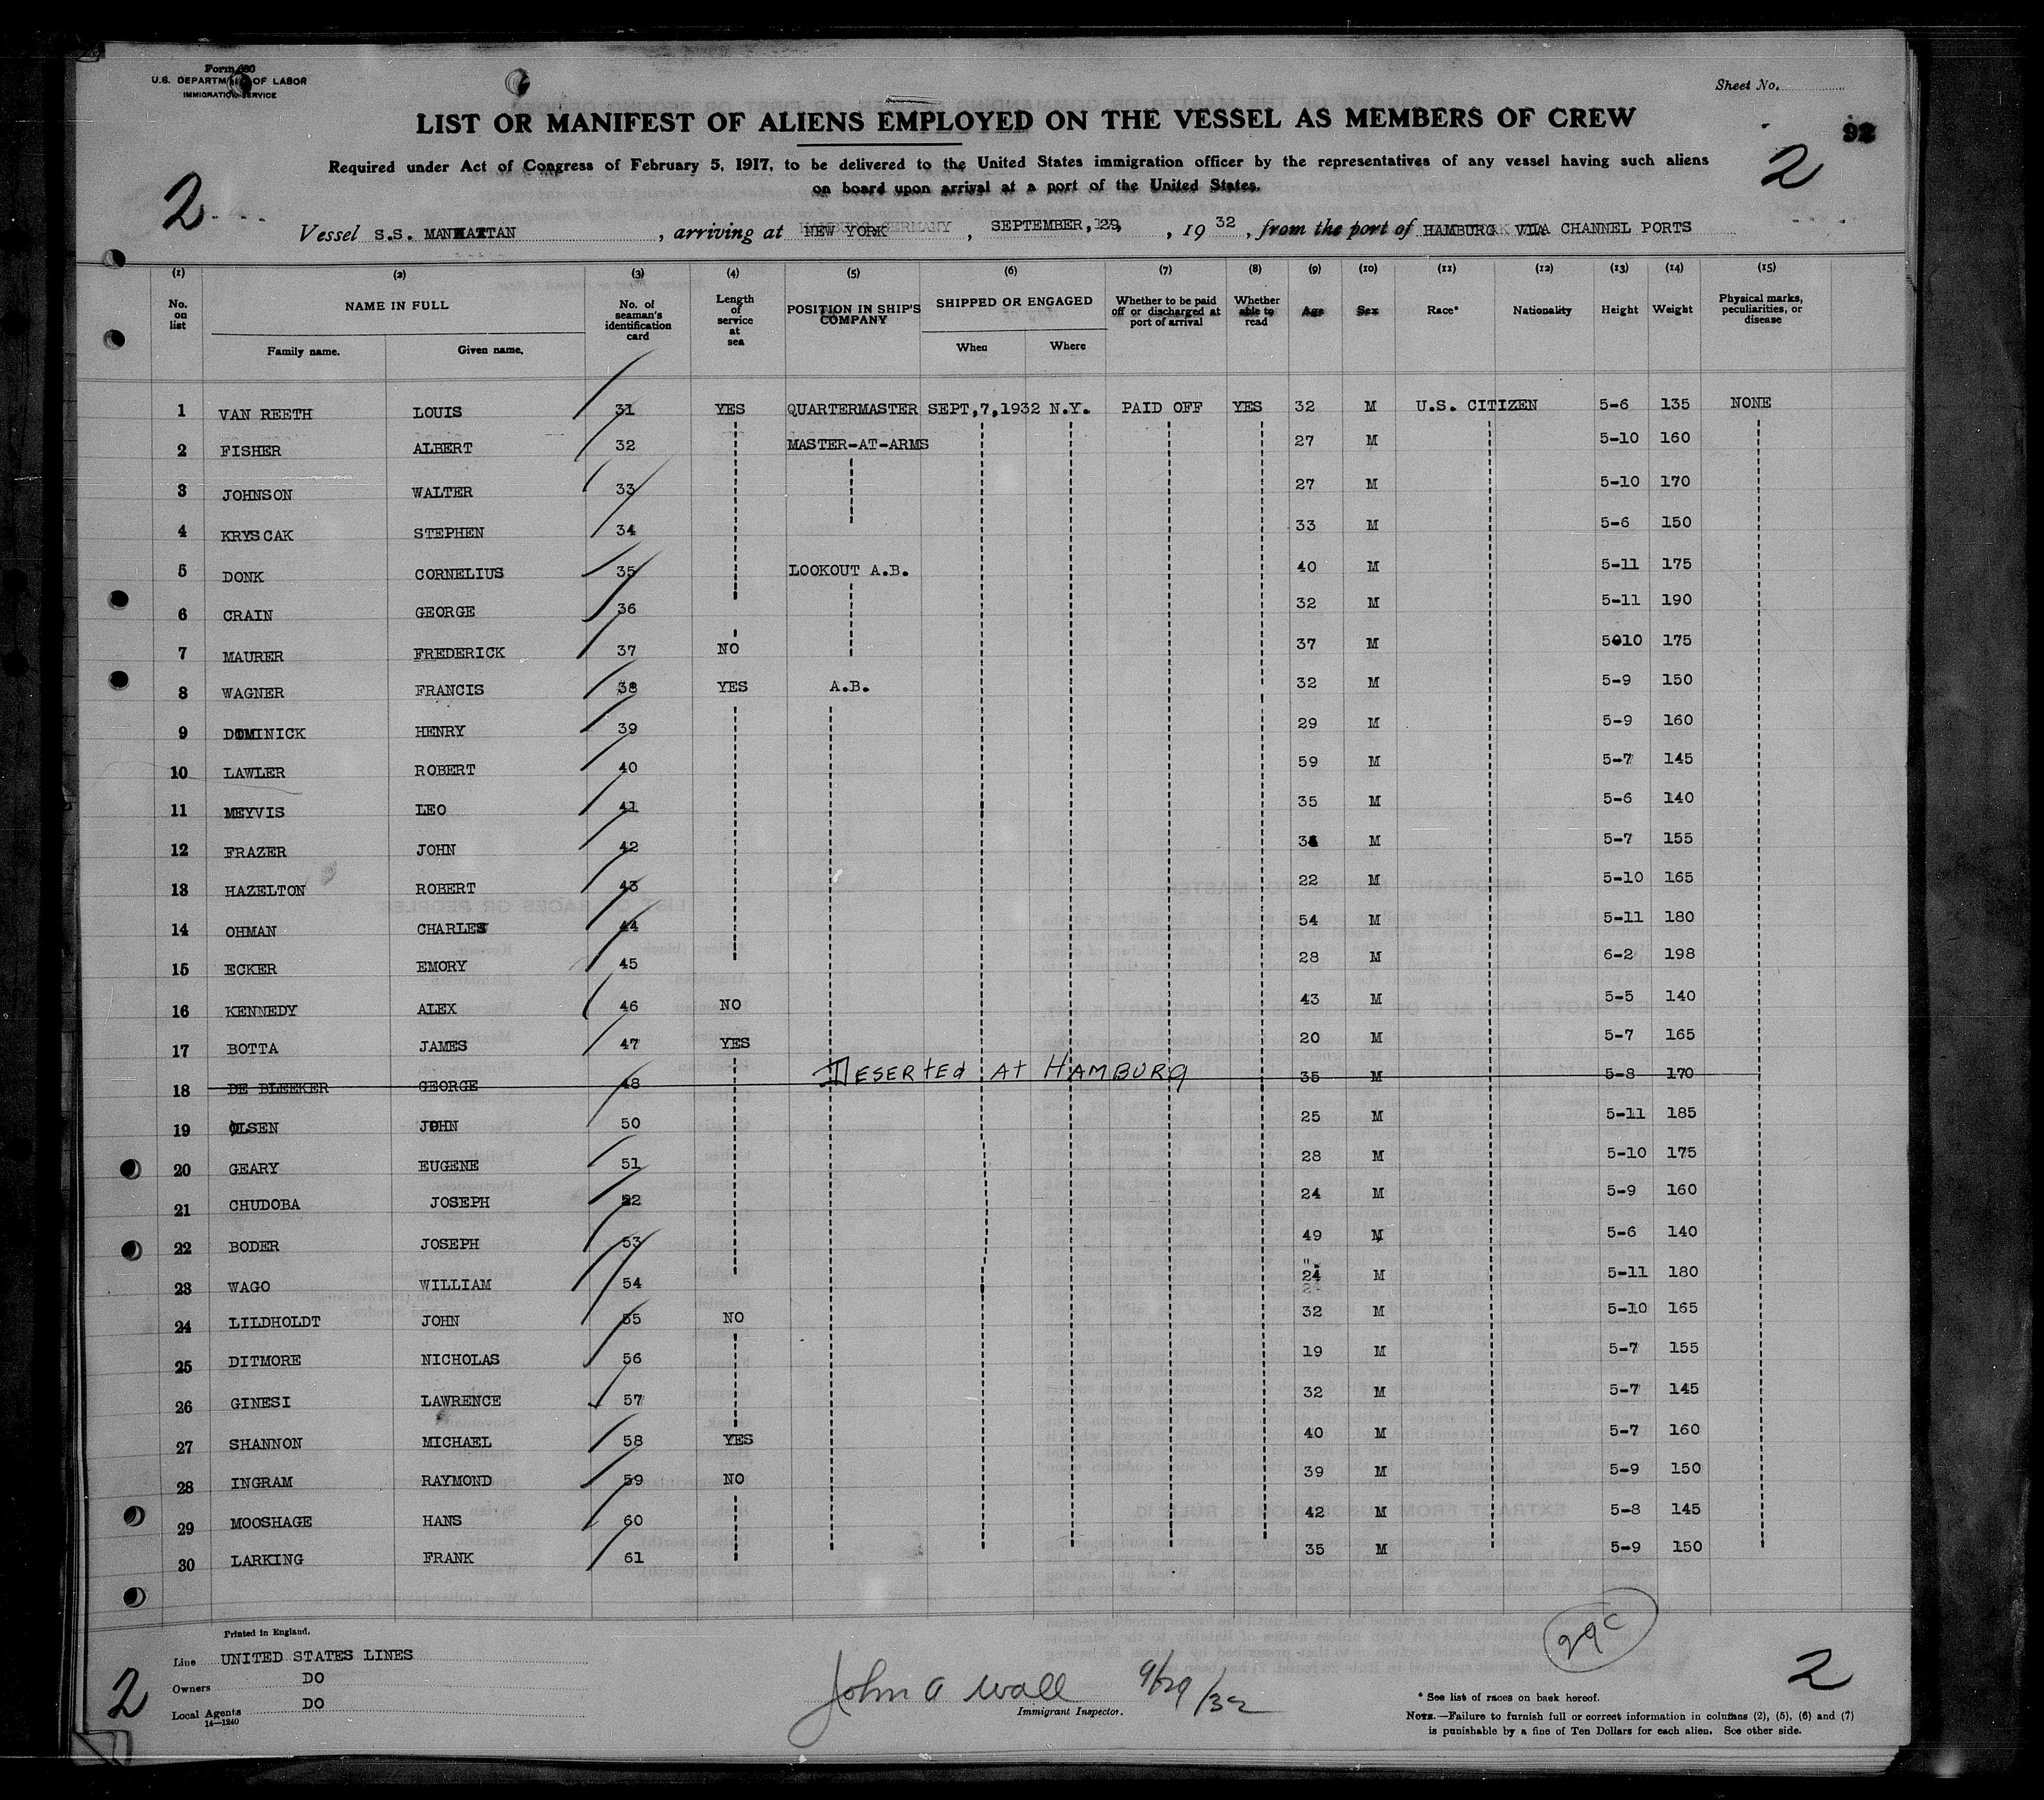 Form 680
U.S. DEPARTMENT OF LABOR
IMMIGRATION SERVICE
Sheet No.
LIST OR MANIFEST OF ALIENS EMPLOYED ON THE VESSEL AS MEMBERS OF CREW
92
Required under Act of Congress of February 5, 1917, to be delivered to the United States immigration officer by the representatives of any vessel having such aliens
on board upon arrival at a port of the United States.
2 2
Vessel S.S. MANHATTAN , arriving at NEW YORK , SEPTEMBER, 29, , 19 32 , from the port of HAMBURG VIA CHANNEL PORTS
(1) (2) (3) (4) (5) (6) (7) (8) (9) (10) (11) (12) (13) (14) (15)
No. on list NAME IN FULL No. of seaman's identification card Length of service at sea POSITION IN SHIP'S COMPANY SHIPPED OR ENGAGED Whether to be paid off or discharged at port of arrival Whether able to read Age Sex Race* Nationality Height Weight Physical marks, peculiarities, or disease
Family name. Given name. When Where
1 VAN REETH LOUIS 31 YES QUARTERMASTER SEPT,7,1932 N.Y. PAID OFF YES 32 M U.S. CITIZEN 5-6 135 NONE
2 FISHER ALBERT 32 MASTER-AT-ARMS 27 M 5-10 160
3 JOHNSON WALTER 33 27 M 5-10 170
4 KRYSCAK STEPHEN 34 33 M 5-6 150
5 DONK CORNELIUS 35 LOOKOUT A.B. 40 M 5-11 175
6 CRAIN GEORGE 36 32 M 5-11 190
7 MAURER FREDERICK 37 NO 37 M 5010 175
8 WAGNER FRANCIS 38 YES A.B. 32 M 5-9 150
9 DOMINICK HENRY 39 29 M 5-9 160
10 LAWLER ROBERT 40 59 M 5-7 145
11 MEYVIS LEO 41 35 M 5-6 140
12 FRAZER JOHN 42 M 5-7 155
13 HAZELTON ROBERT 43 22 M 5-10 165
14 OHMAN CHARLES 44 54 M 5-11 180
15 ECKER EMORY 45 28 M 6-2 198
16 KENNEDY ALEX 46 NO 43 M 5-5 140
17 BOTTA JAMES 47 YES 20 M 5-7 165
18 DE BLEEKER GEORGE 48 DESERTED AT HAMBURG 35 M 5-8 170
19 OLSEN JOHN 50 25 M 5-11 185
20 GEARY EUGENE 51 28 M 5-10 175
21 CHUDOBA JOSEPH 52 24 M 5-9 160
22 BODER JOSEPH 53 49 M 5-6 140
23 WAGO WILLIAM 54 24 M 5-11 180
24 LILDHOLDT JOHN 55 NO 32 M 5-10 165
25 DITMORE NICHOLAS 56 19 M 5-7 155
26 GINESI LAWRENCE 57 32 M 5-7 145
27 SHANNON MICHAEL 58 YES 40 M 5-7 160
28 INGRAM RAYMOND 59 NO 39 M 5-9 150
29 MOOSHAGE HANS 60 42 M 5-8 145
30 LARKING FRANK 61 35 M 5-9 150
29 C
Printed in England.
Line UNITED STATES LINES
Owners DO
Local Agents DO
14—1240
2
John A Wall 9/29/32
Immigrant Inspector.
2
* See list of races on back hereof.
NOTE.—Failure to furnish full or correct information in columns (2), (5), (6) and (7)
is punishable by a fine of Ten Dollars for each alien. See other side.